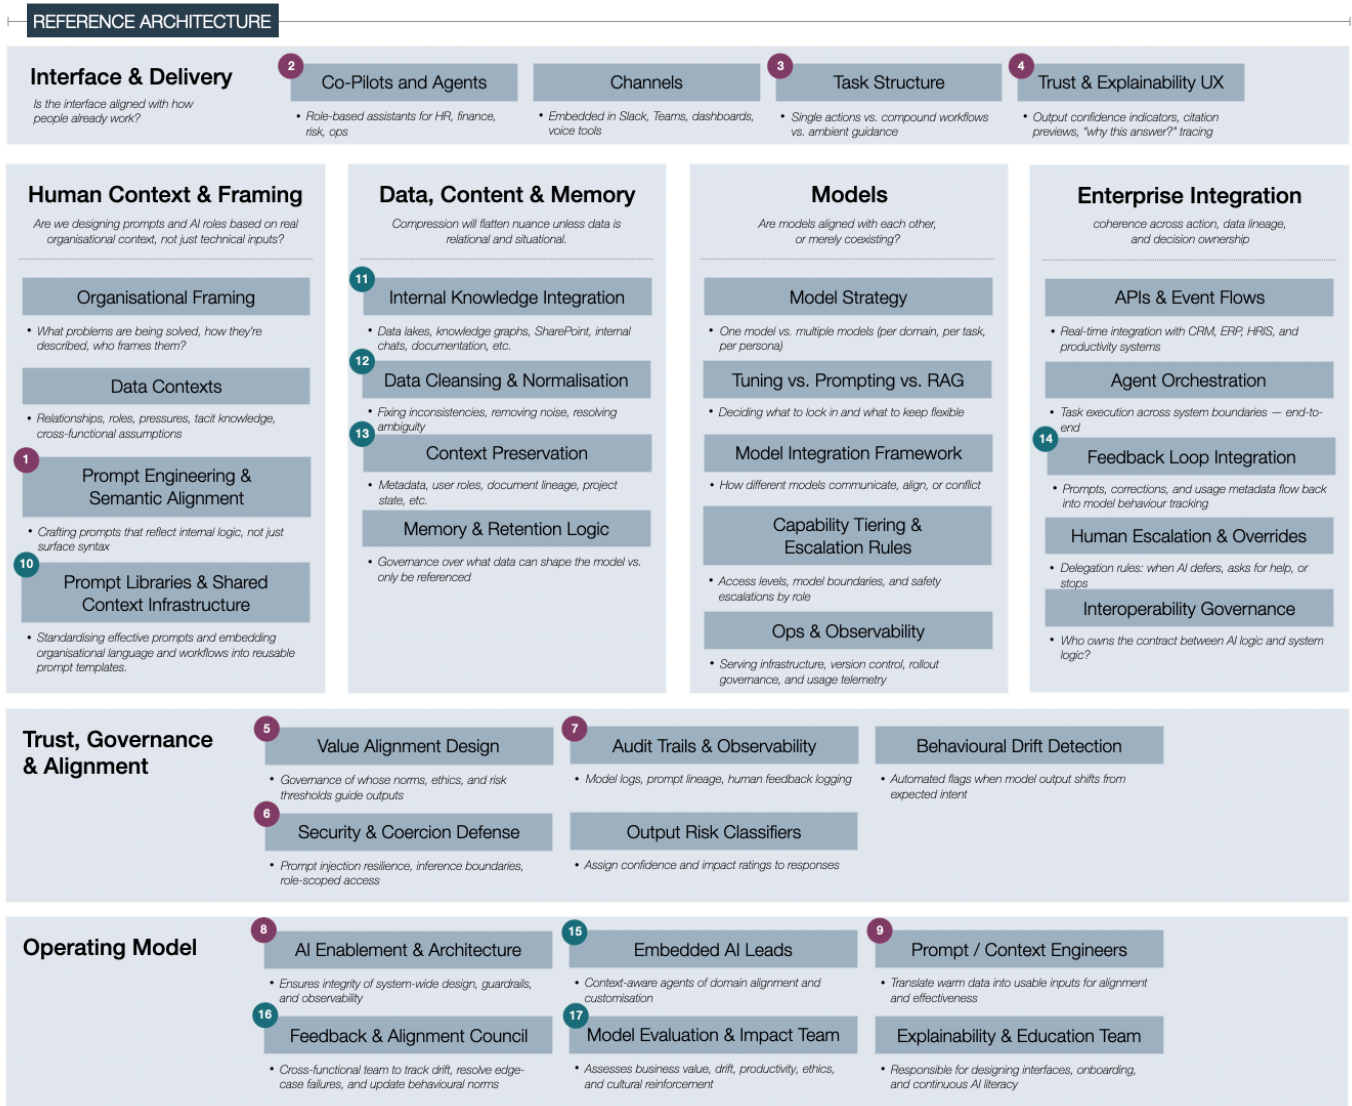 REFERENCE ARCHITECTURE
Interface & Delivery
Is the interface aligned with how
people already work?
2
Co-Pilots and Agents
• Role-based assistants for HR, finance,
risk, ops
Channels
• Embedded in Slack, Teams, dashboards,
voice tools
3
Task Structure
• Single actions vs. compound workflows
vs. ambient guidance
4
Trust & Explainability UX
• Output confidence indicators, citation
previews, "why this answer?" tracing
Human Context & Framing
Are we designing prompts and AI roles based on real
organisational context, not just technical inputs?
Organisational Framing
• What problems are being solved, how they're
described, who frames them?
Data Contexts
• Relationships, roles, pressures, tacit knowledge,
cross-functional assumptions
1
Prompt Engineering &
Semantic Alignment
• Crafting prompts that reflect internal logic, not just
surface syntax
10
Prompt Libraries & Shared
Context Infrastructure
• Standardising effective prompts and embedding
organisational language and workflows into reusable
prompt templates.
Data, Content & Memory
Compression will flatten nuance unless data is
relational and situational.
11
Internal Knowledge Integration
• Data lakes, knowledge graphs, SharePoint, internal
chats, documentation, etc.
12
Data Cleansing & Normalisation
• Fixing inconsistencies, removing noise, resolving
ambiguity
13
Context Preservation
• Metadata, user roles, document lineage, project
state, etc.
Memory & Retention Logic
• Governance over what data can shape the model vs.
only be referenced
Models
Are models aligned with each other,
or merely coexisting?
Model Strategy
• One model vs. multiple models (per domain, per task,
per persona)
Tuning vs. Prompting vs. RAG
• Deciding what to lock in and what to keep flexible
Model Integration Framework
• How different models communicate, align, or conflict
Capability Tiering &
Escalation Rules
• Access levels, model boundaries, and safety
escalations by role
Ops & Observability
• Serving infrastructure, version control, rollout
governance, and usage telemetry
Enterprise Integration
coherence across action, data lineage,
and decision ownership
APIs & Event Flows
• Real-time integration with CRM, ERP, HRIS, and
productivity systems
Agent Orchestration
• Task execution across system boundaries — end-to-
end
14
Feedback Loop Integration
• Prompts, corrections, and usage metadata flow back
into model behaviour tracking
Human Escalation & Overrides
• Delegation rules: when AI defers, asks for help, or
stops
Interoperability Governance
• Who owns the contract between AI logic and system
logic?
Trust, Governance
& Alignment
5
Value Alignment Design
• Governance of whose norms, ethics, and risk
thresholds guide outputs
7
Audit Trails & Observability
• Model logs, prompt lineage, human feedback logging
Behavioural Drift Detection
• Automated flags when model output shifts from
expected intent
6
Security & Coercion Defense
• Prompt injection resilience, inference boundaries,
role-scoped access
Output Risk Classifiers
• Assign confidence and impact ratings to responses
Operating Model
8
AI Enablement & Architecture
• Ensures integrity of system-wide design, guardrails,
and observability
15
Embedded AI Leads
• Context-aware agents of domain alignment and
customisation
9
Prompt / Context Engineers
• Translate warm data into usable inputs for alignment
and effectiveness
16
Feedback & Alignment Council
• Cross-functional team to track drift, resolve edge-
case failures, and update behavioural norms
17
Model Evaluation & Impact Team
• Assesses business value, drift, productivity, ethics,
and cultural reinforcement
Explainability & Education Team
• Responsible for designing interfaces, onboarding,
and continuous AI literacy